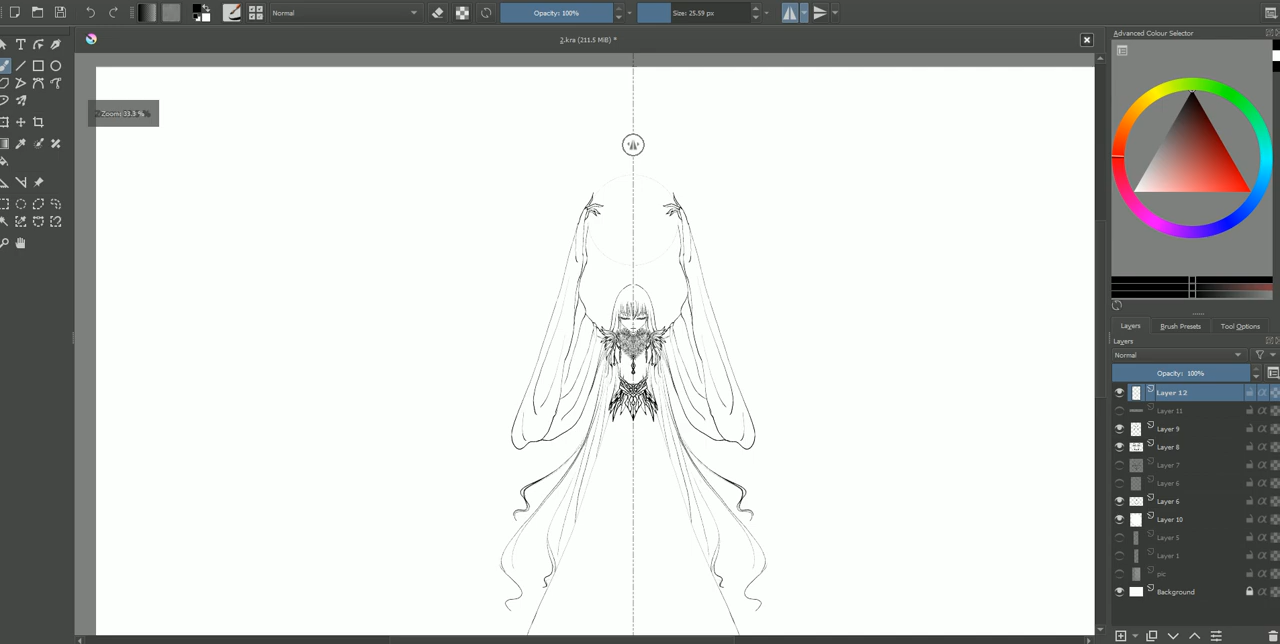 Normal
Opacity: 100%
Size: 25.59 px
2.kra (211.5 MiB) *
Advanced Colour Selector
Zoom: 33.3 %
Layers
Brush Presets
Tool Options
Layers
Normal
Opacity: 100%
Layer 12
Layer 11
Layer 9
Layer 8
Layer 7
Layer 6
Layer 6
Layer 10
Layer 5
Layer 1
pic
Background